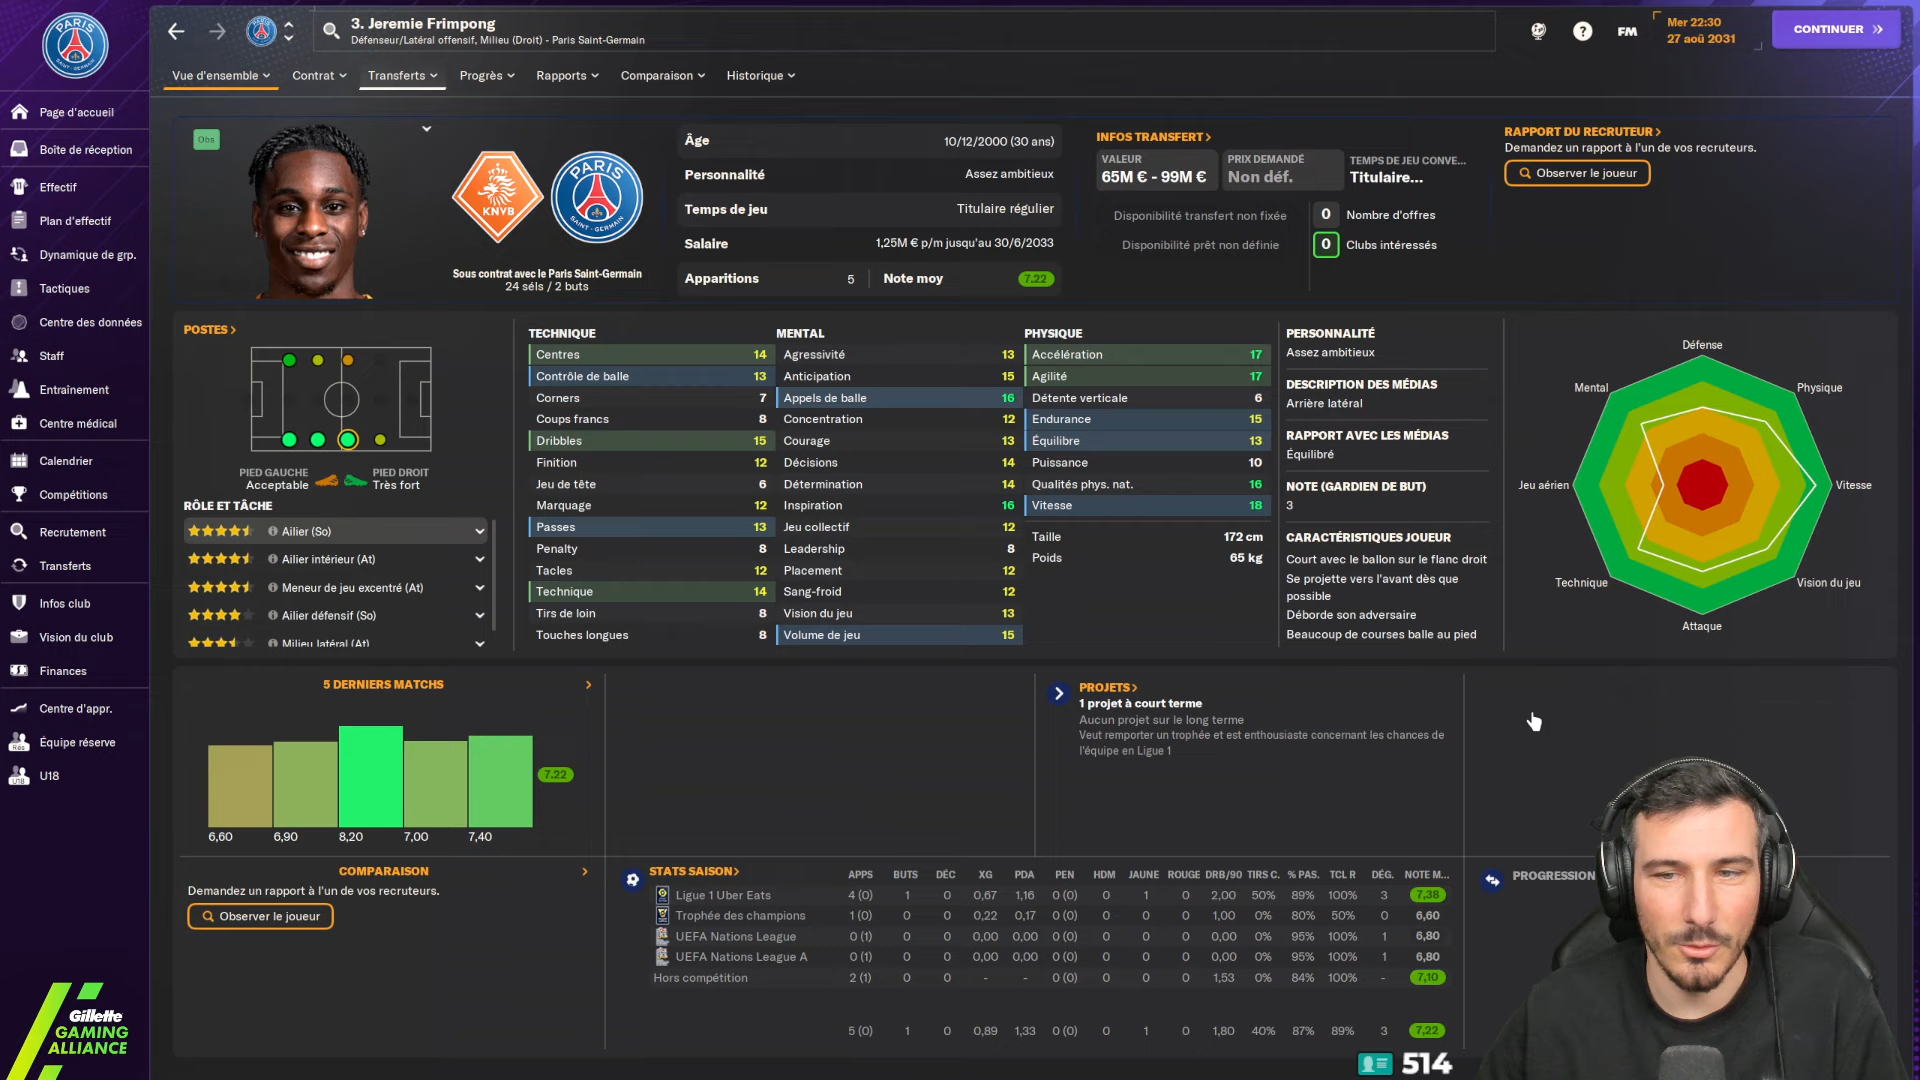 3. Jeremie Frimpong
Défenseur/Latéral offensif, Milieu (Droit) - Paris Saint-Germain
FM
Mer 22:30
27 aoû 2031
CONTINUER
Vue d'ensemble
Contrat
Transferts
Progrès
Rapports
Comparaison
Historique
Page d'accueil
Boîte de réception
Effectif
Plan d'effectif
Dynamique de grp.
Tactiques
Centre des données
Staff
Entraînement
Centre médical
Calendrier
Compétitions
Recrutement
Transferts
Infos club
Vision du club
Finances
Centre d'appr.
Équipe réserve
U18
Gillette
GAMING
ALLIANCE
Obs
KNVB
PARIS
SAINT-GERMAIN
Sous contrat avec le Paris Saint-Germain
24 séls / 2 buts
Âge 10/12/2000 (30 ans)
Personnalité Assez ambitieux
Temps de jeu Titulaire régulier
Salaire 1,25M € p/m jusqu'au 30/6/2033
Apparitions 5 Note moy 7.22
INFOS TRANSFERT
VALEUR
65M € - 99M €
PRIX DEMANDÉ
Non déf.
TEMPS DE JEU CONVE...
Titulaire...
Disponibilité transfert non fixée
Disponibilité prêt non définie
0 Nombre d'offres
0 Clubs intéressés
RAPPORT DU RECRUTEUR
Demandez un rapport à l'un de vos recruteurs.
Observer le joueur
POSTES
PIED GAUCHE
Acceptable
PIED DROIT
Très fort
RÔLE ET TÂCHE
Ailier (So)
Ailier intérieur (At)
Meneur de jeu excentré (At)
Ailier défensif (So)
Milieu latéral (At)
TECHNIQUE
Centres 14
Contrôle de balle 13
Corners 7
Coups francs 8
Dribbles 15
Finition 12
Jeu de tête 6
Marquage 12
Passes 13
Penalty 8
Tacles 12
Technique 14
Tirs de loin 8
Touches longues 8
MENTAL
Agressivité 13
Anticipation 15
Appels de balle 16
Concentration 12
Courage 13
Décisions 14
Détermination 14
Inspiration 16
Jeu collectif 12
Leadership 8
Placement 12
Sang-froid 12
Vision du jeu 13
Volume de jeu 15
PHYSIQUE
Accélération 17
Agilité 17
Détente verticale 6
Endurance 15
Équilibre 13
Puissance 10
Qualités phys. nat. 16
Vitesse 18
Taille 172 cm
Poids 65 kg
PERSONNALITÉ
Assez ambitieux
DESCRIPTION DES MÉDIAS
Arrière latéral
RAPPORT AVEC LES MÉDIAS
Équilibré
NOTE (GARDIEN DE BUT)
3
CARACTÉRISTIQUES JOUEUR
Court avec le ballon sur le flanc droit
Se projette vers l'avant dès que
possible
Déborde son adversaire
Beaucoup de courses balle au pied
Défense
Mental
Physique
Jeu aérien
Vitesse
Technique
Vision du jeu
Attaque
5 DERNIERS MATCHS
7.22
6,60 6,90 8,20 7,00 7,40
COMPARAISON
Demandez un rapport à l'un de vos recruteurs.
Observer le joueur
PROJETS
1 projet à court terme
Aucun projet sur le long terme
Veut remporter un trophée et est enthousiaste concernant les chances de
l'équipe en Ligue 1
STATS SAISON APPS BUTS DÉC XG PDA PEN HDM JAUNE ROUGE DRB/90 TIRS C. % PAS. TCL R DÉG. NOTE M...
Ligue 1 Uber Eats 4 (0) 1 0 0,67 1,16 0 (0) 0 1 0 2,00 50% 89% 100% 3 7,38
Trophée des champions 1 (0) 0 0 0,22 0,17 0 (0) 0 0 0 1,00 0% 80% 50% 0 6,60
UEFA Nations League 0 (1) 0 0 0,00 0,00 0 (0) 0 0 0 0,00 0% 95% 100% 1 6,80
UEFA Nations League A 0 (1) 0 0 0,00 0,00 0 (0) 0 0 0 0,00 0% 95% 100% 1 6,80
Hors compétition 2 (1) 0 0 - - 0 (0) 0 0 0 1,53 0% 84% 100% - 7,10
5 (0) 1 0 0,89 1,33 0 (0) 0 1 0 1,80 40% 87% 89% 3 7,22
PROGRESSION
514